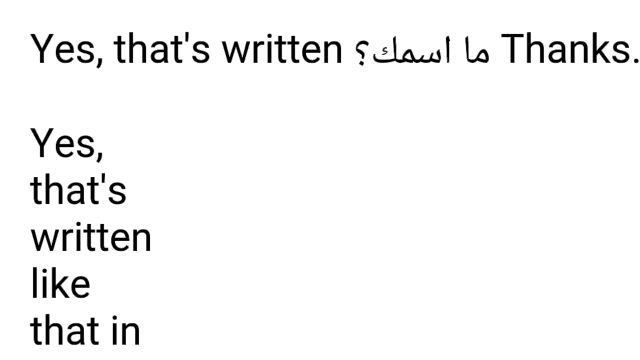 Yes, that's written ما اسمك؟ Thanks.
Yes,
that's
written
like
that in